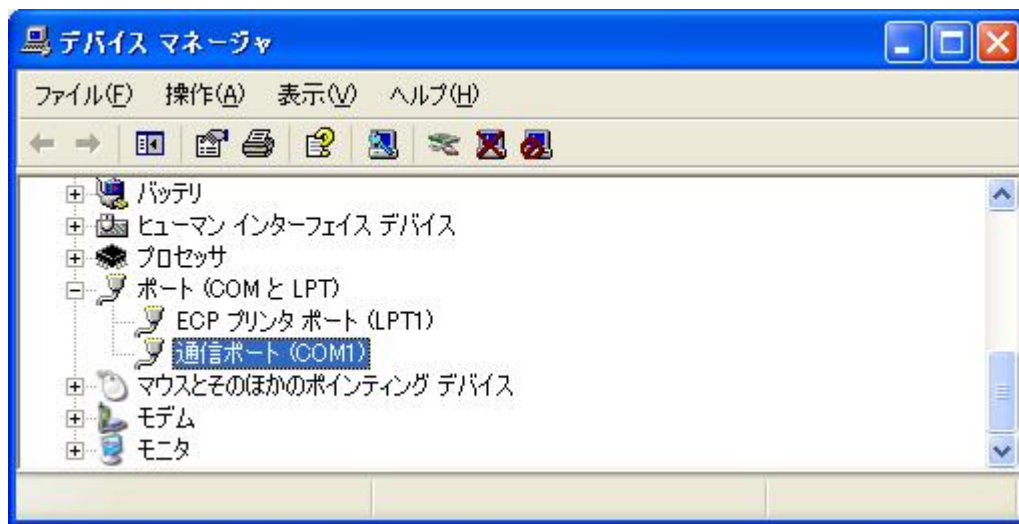 デバイス マネージャ
ファイル(F) 操作(A) 表示(V) ヘルプ(H)
バッテリ
ヒューマン インターフェイス デバイス
プロセッサ
ポート (COM と LPT)
ECP プリンタ ポート (LPT1)
通信ポート (COM1)
マウスとそのほかのポインティング デバイス
モデム
モニタ